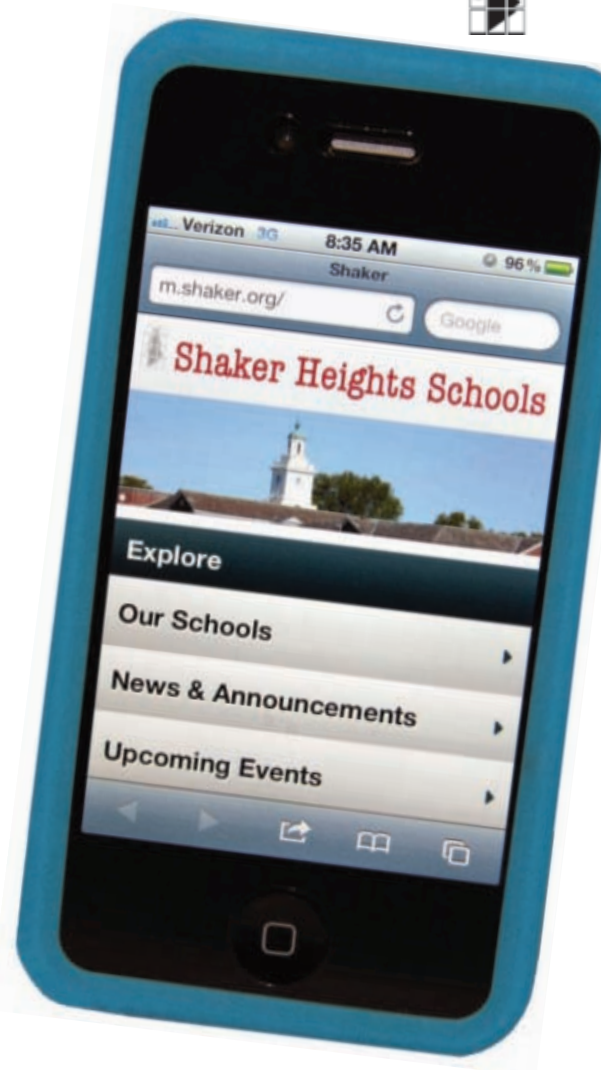 Verizon 3G 8:35 AM 96%
Shaker
m.shaker.org/ Google
Shaker Heights Schools
Explore
Our Schools
News & Announcements
Upcoming Events